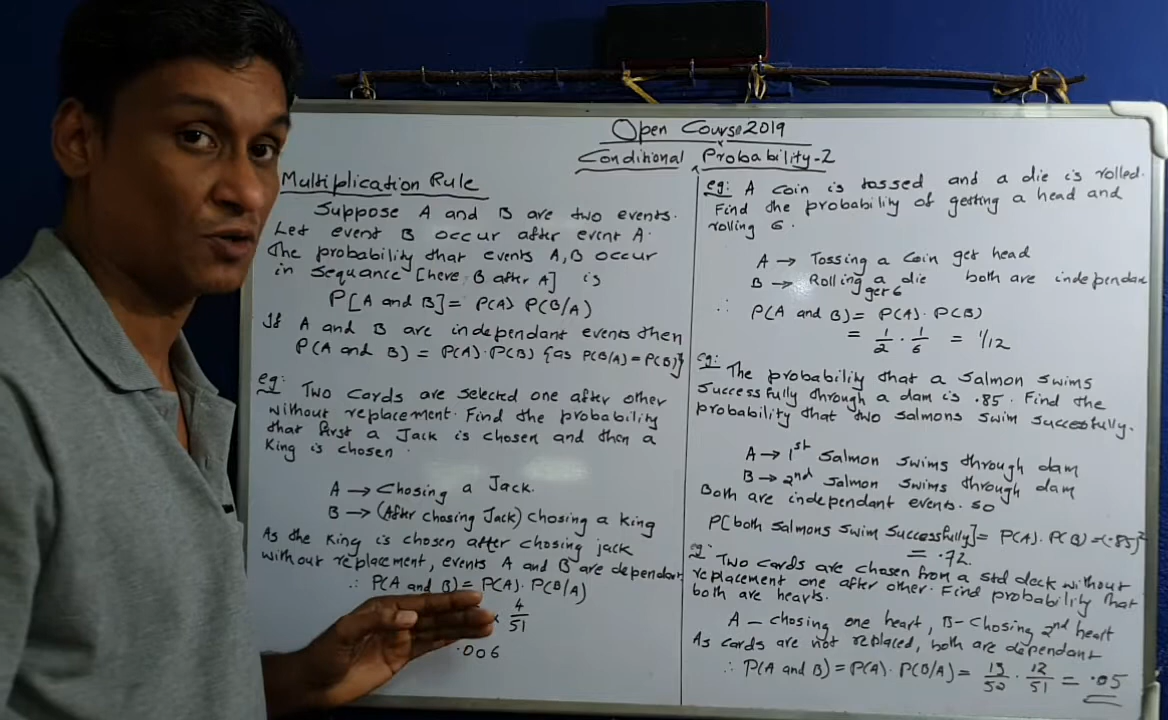 Open Course 2019
Conditional Probability-2
Multiplication Rule
Suppose A and B are two events.
Let event B occur after event A.
The probability that events A, B occur
in sequance [here B after A] is
P[A and B] = P(A) P(B/A)
If A and B are independant events then
P(A and B) = P(A) . P(B) {as P(B/A) = P(B)}
eg: Two cards are selected one after other
without replacement. Find the probability
that first a Jack is chosen and then a
King is chosen.
A → Chosing a Jack.
B → (After chosing Jack) chosing a King
As the King is chosen after chosing jack
without replacement, events A and B are dependant
∴ P(A and B) = P(A) . P(B/A)
× 4/51
.006
eg: A coin is tossed and a die is rolled.
Find the probability of getting a head and
rolling 6.
A → Tossing a coin get head
B → Rolling a die both are independan
get 6
∴ P(A and B) = P(A) . P(B)
= 1/2 . 1/6 = 1/12
eg: The probability that a salmon swims
successfully through a dam is .85. Find the
probability that two salmons swim successfully.
A → 1st salmon swims through dam
B → 2nd salmon swims through dam
Both are independant events. so
P[both salmons swim successfully] = P(A) . P(B) = (.85)²
= .72.
Two cards are chosen from a std deck without
replacement one after other. Find probability that
both are hearts.
A - chosing one heart, B - chosing 2nd heart
As cards are not replaced, both are dependant
∴ P(A and B) = P(A) . P(B/A) = 13/52 . 12/51 = .05